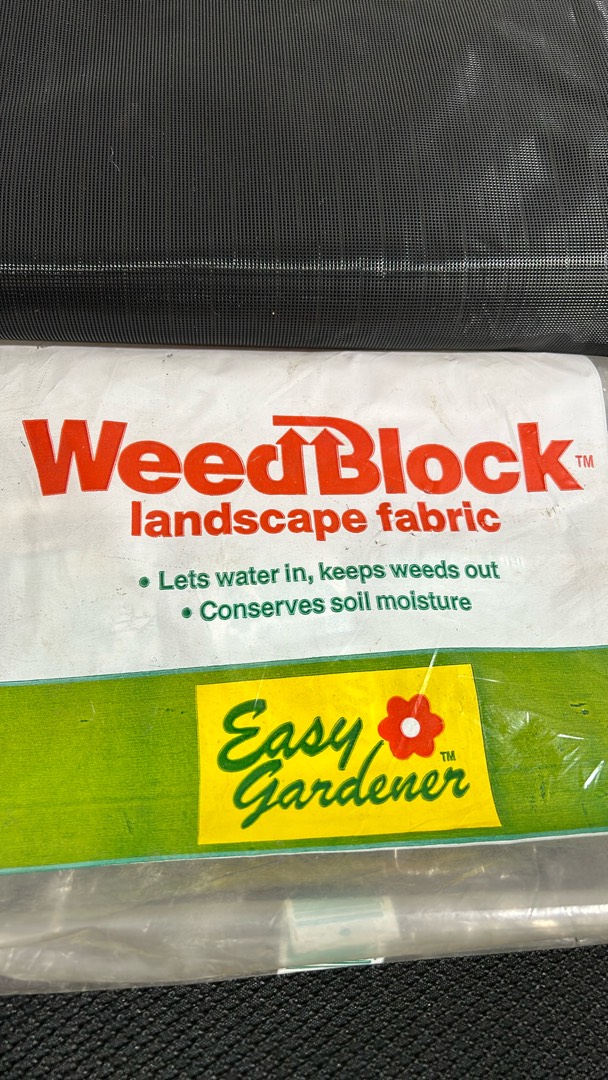 WeedBlock™
landscape fabric
• Lets water in, keeps weeds out
• Conserves soil moisture
Easy
Gardener™